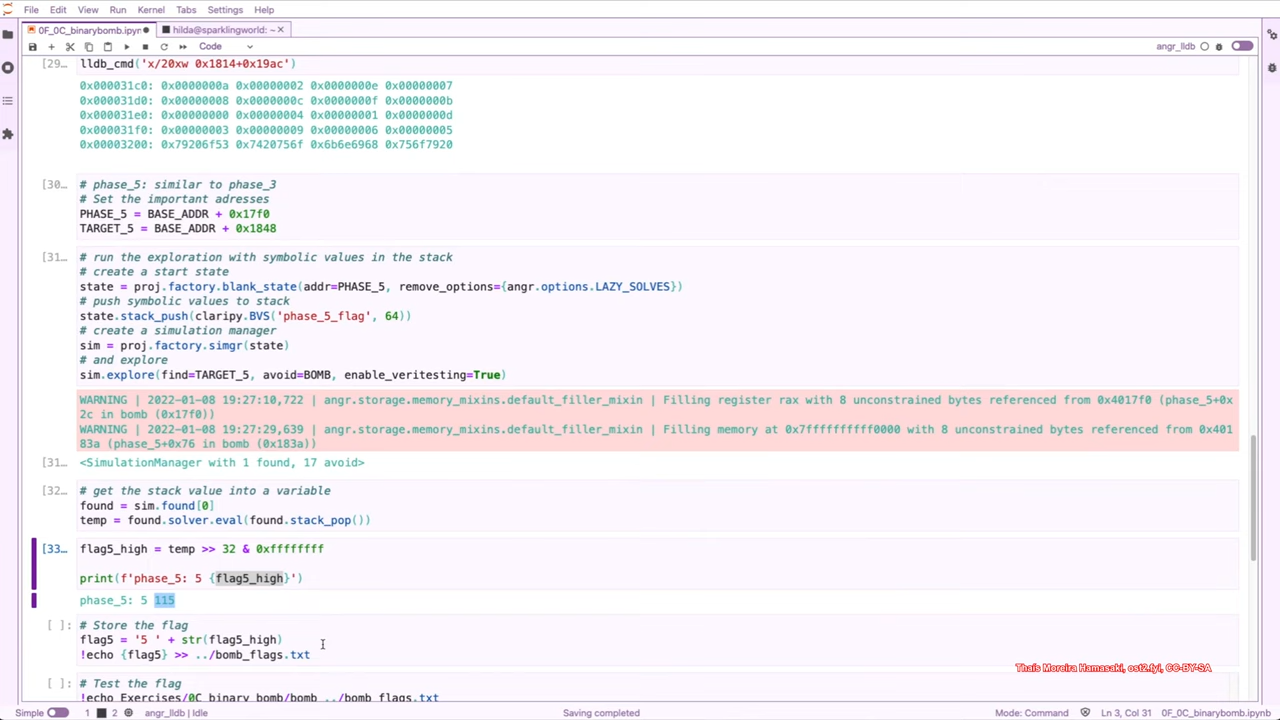 File Edit View Run Kernel Tabs Settings Help
0F_0C_binarybomb.ipyn
hilda@sparklingworld: ~
Code
angr_lldb
[29… lldb_cmd('x/20xw 0x1814+0x19ac')
0x000031c0: 0x0000000a 0x00000002 0x0000000e 0x00000007
0x000031d0: 0x00000008 0x0000000c 0x0000000f 0x0000000b
0x000031e0: 0x00000000 0x00000004 0x00000001 0x0000000d
0x000031f0: 0x00000003 0x00000009 0x00000006 0x00000005
0x00003200: 0x79206f53 0x7420756f 0x6b6e6968 0x756f7920
[30… # phase_5: similar to phase_3
# Set the important adresses
PHASE_5 = BASE_ADDR + 0x17f0
TARGET_5 = BASE_ADDR + 0x1848
[31… # run the exploration with symbolic values in the stack
# create a start state
state = proj.factory.blank_state(addr=PHASE_5, remove_options={angr.options.LAZY_SOLVES})
# push symbolic values to stack
state.stack_push(claripy.BVS('phase_5_flag', 64))
# create a simulation manager
sim = proj.factory.simgr(state)
# and explore
sim.explore(find=TARGET_5, avoid=BOMB, enable_veritesting=True)
WARNING | 2022-01-08 19:27:10,722 | angr.storage.memory_mixins.default_filler_mixin | Filling register rax with 8 unconstrained bytes referenced from 0x4017f0 (phase_5+0x
2c in bomb (0x17f0))
WARNING | 2022-01-08 19:27:29,639 | angr.storage.memory_mixins.default_filler_mixin | Filling memory at 0x7fffffffffff0000 with 8 unconstrained bytes referenced from 0x401
83a (phase_5+0x76 in bomb (0x183a))
[31… <SimulationManager with 1 found, 17 avoid>
[32… # get the stack value into a variable
found = sim.found[0]
temp = found.solver.eval(found.stack_pop())
[33… flag5_high = temp >> 32 & 0xffffffff
print(f'phase_5: 5 {flag5_high}')
phase_5: 5 115
[ ]: # Store the flag
flag5 = '5 ' + str(flag5_high)
!echo {flag5} >> ../bomb_flags.txt
[ ]: # Test the flag
!echo Exercises/0C_binary_bomb/bomb ../bomb_flags.txt
Thaís Moreira Hamasaki, ost2.fyi, CC-BY-SA
Simple 1 2 angr_lldb | Idle Saving completed Mode: Command Ln 3, Col 31 0F_0C_binarybomb.ipynb